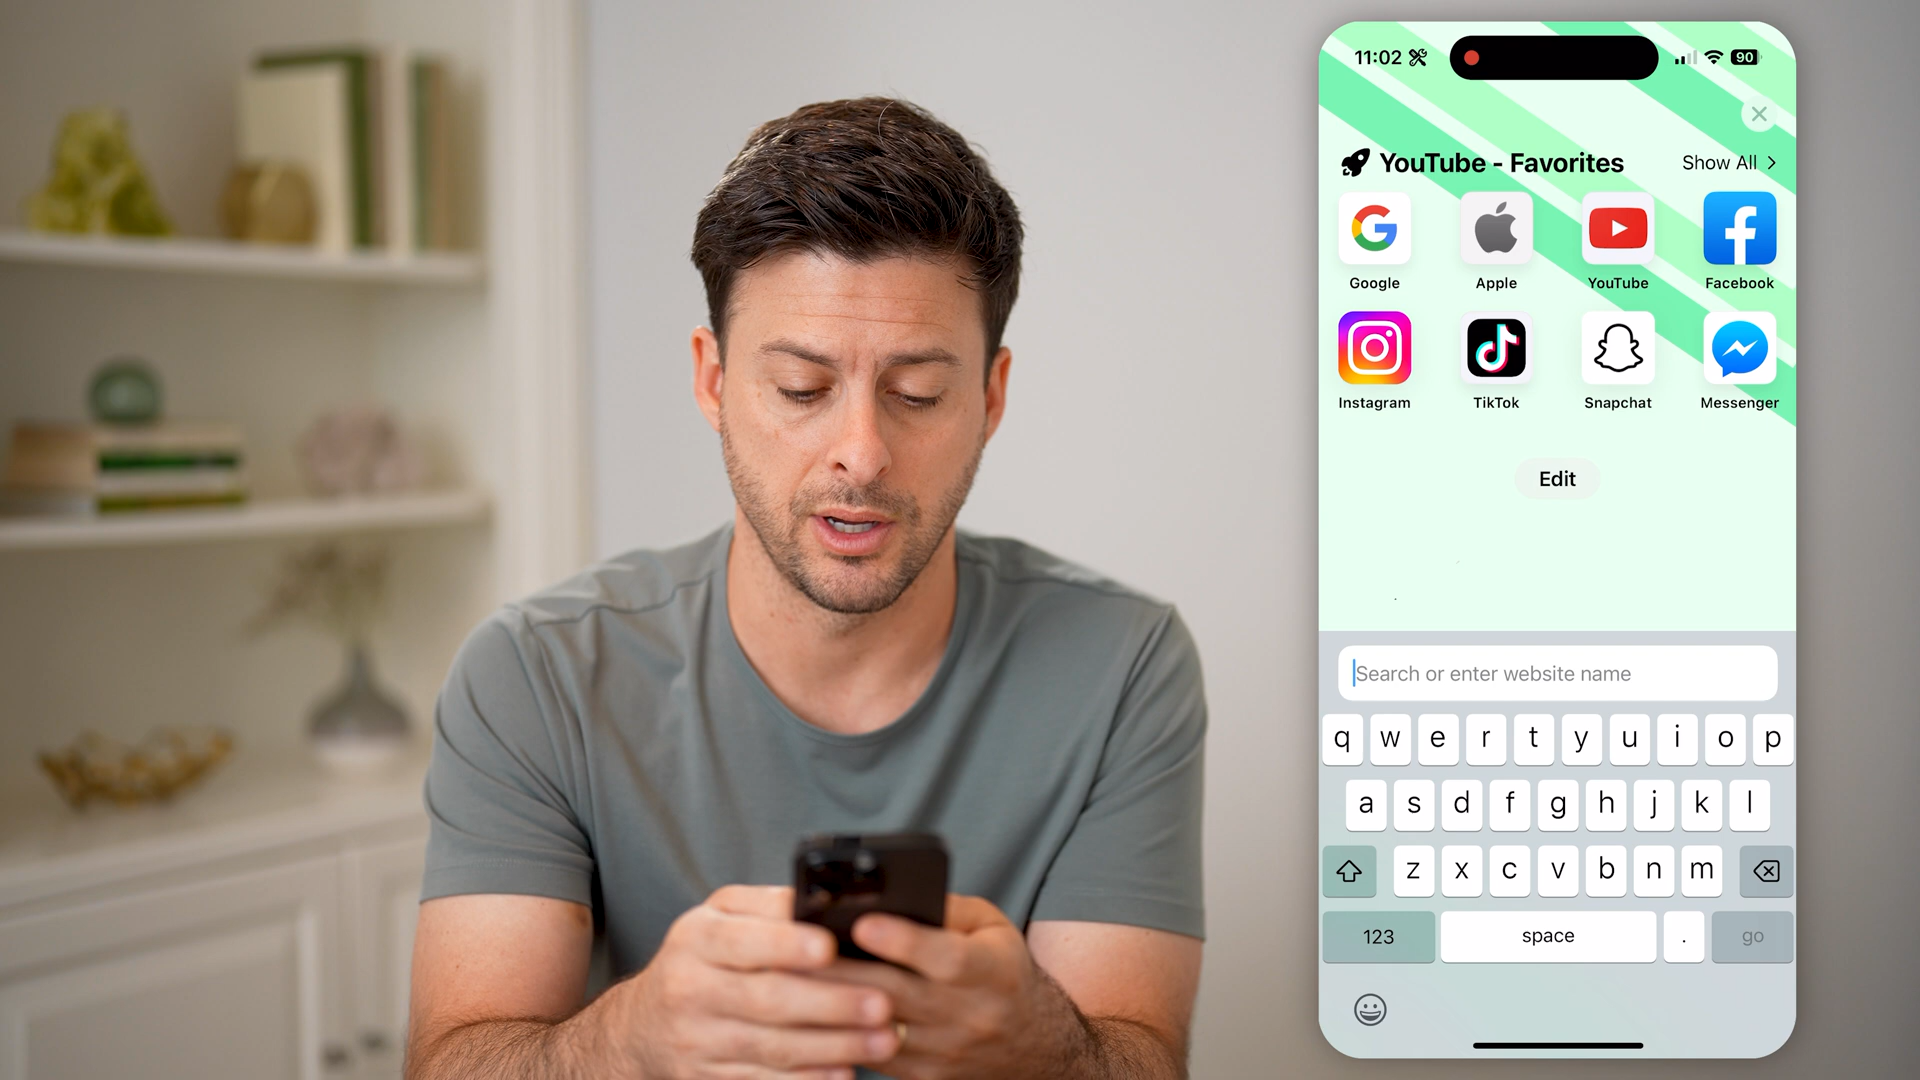 11:02
90
YouTube - Favorites
Show All
Google
Apple
YouTube
Facebook
Instagram
TikTok
Snapchat
Messenger
Edit
Search or enter website name
q w e r t y u i o p
a s d f g h j k l
z x c v b n m
123 space . go